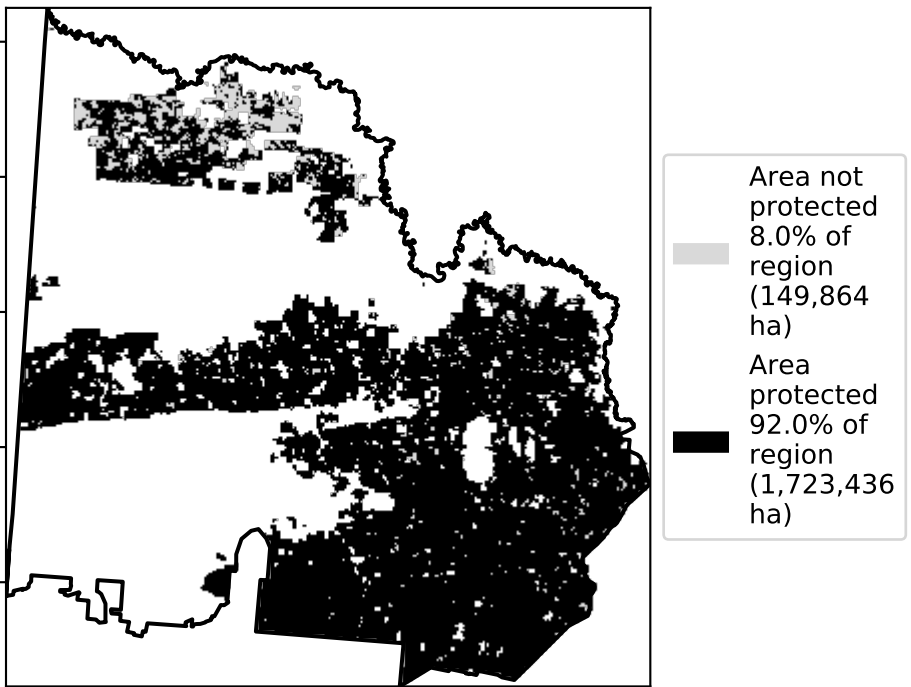 Area not
protected
8.0% of
region
(149,864
ha)
Area
protected
92.0% of
region
(1,723,436
ha)